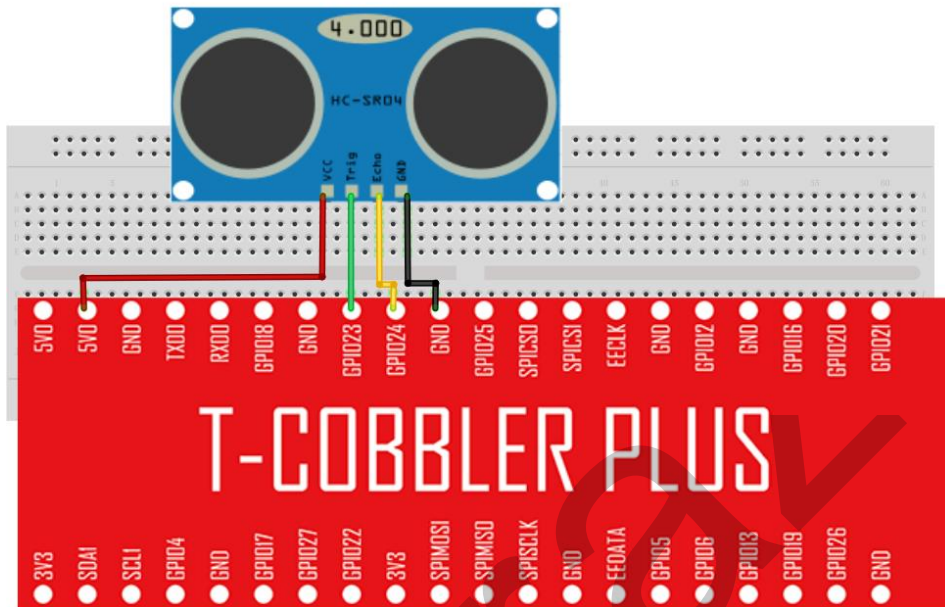 4.000
HC-SR04
VCC Trig Echo GND
5V0 5V0 GND TXD0 RXD0 GPIO18 GND GPIO23 GPIO24 GND GPIO25 SPICS0 SPICS1 EECLK GND GPIO12 GND GPIO16 GPIO20 GPIO21
T-COBBLER PLUS
3V3 SDA1 SCL1 GPIO4 GND GPIO17 GPIO27 GPIO22 3V3 SPIMOSI SPIMISO SPISCLK GND EEDATA GPIO5 GPIO6 GPIO13 GPIO19 GPIO26 GND